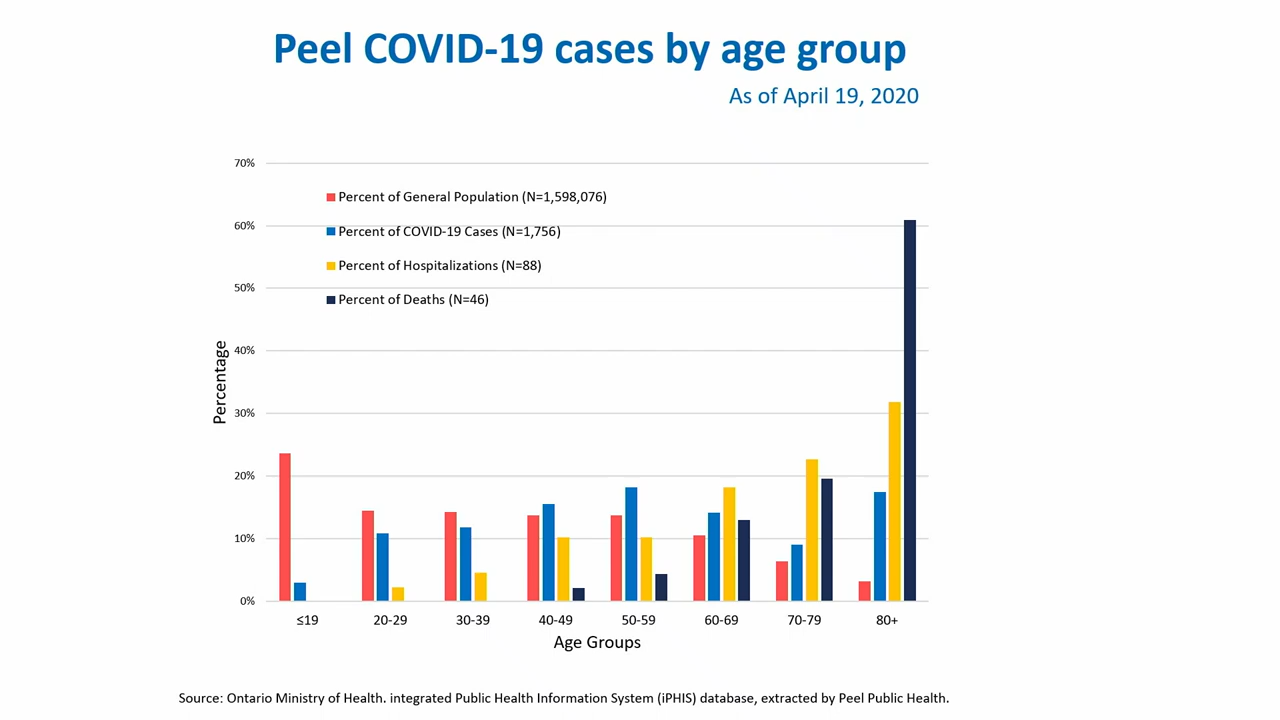 Peel COVID-19 cases by age group
As of April 19, 2020
70%
Percent of General Population (N=1,598,076)
60%
Percent of COVID-19 Cases (N=1,756)
Percent of Hospitalizations (N=88)
50%
Percent of Deaths (N=46)
Percentage
40%
30%
20%
10%
0%
≤19 20-29 30-39 40-49 50-59 60-69 70-79 80+
Age Groups
Source: Ontario Ministry of Health. integrated Public Health Information System (iPHIS) database, extracted by Peel Public Health.